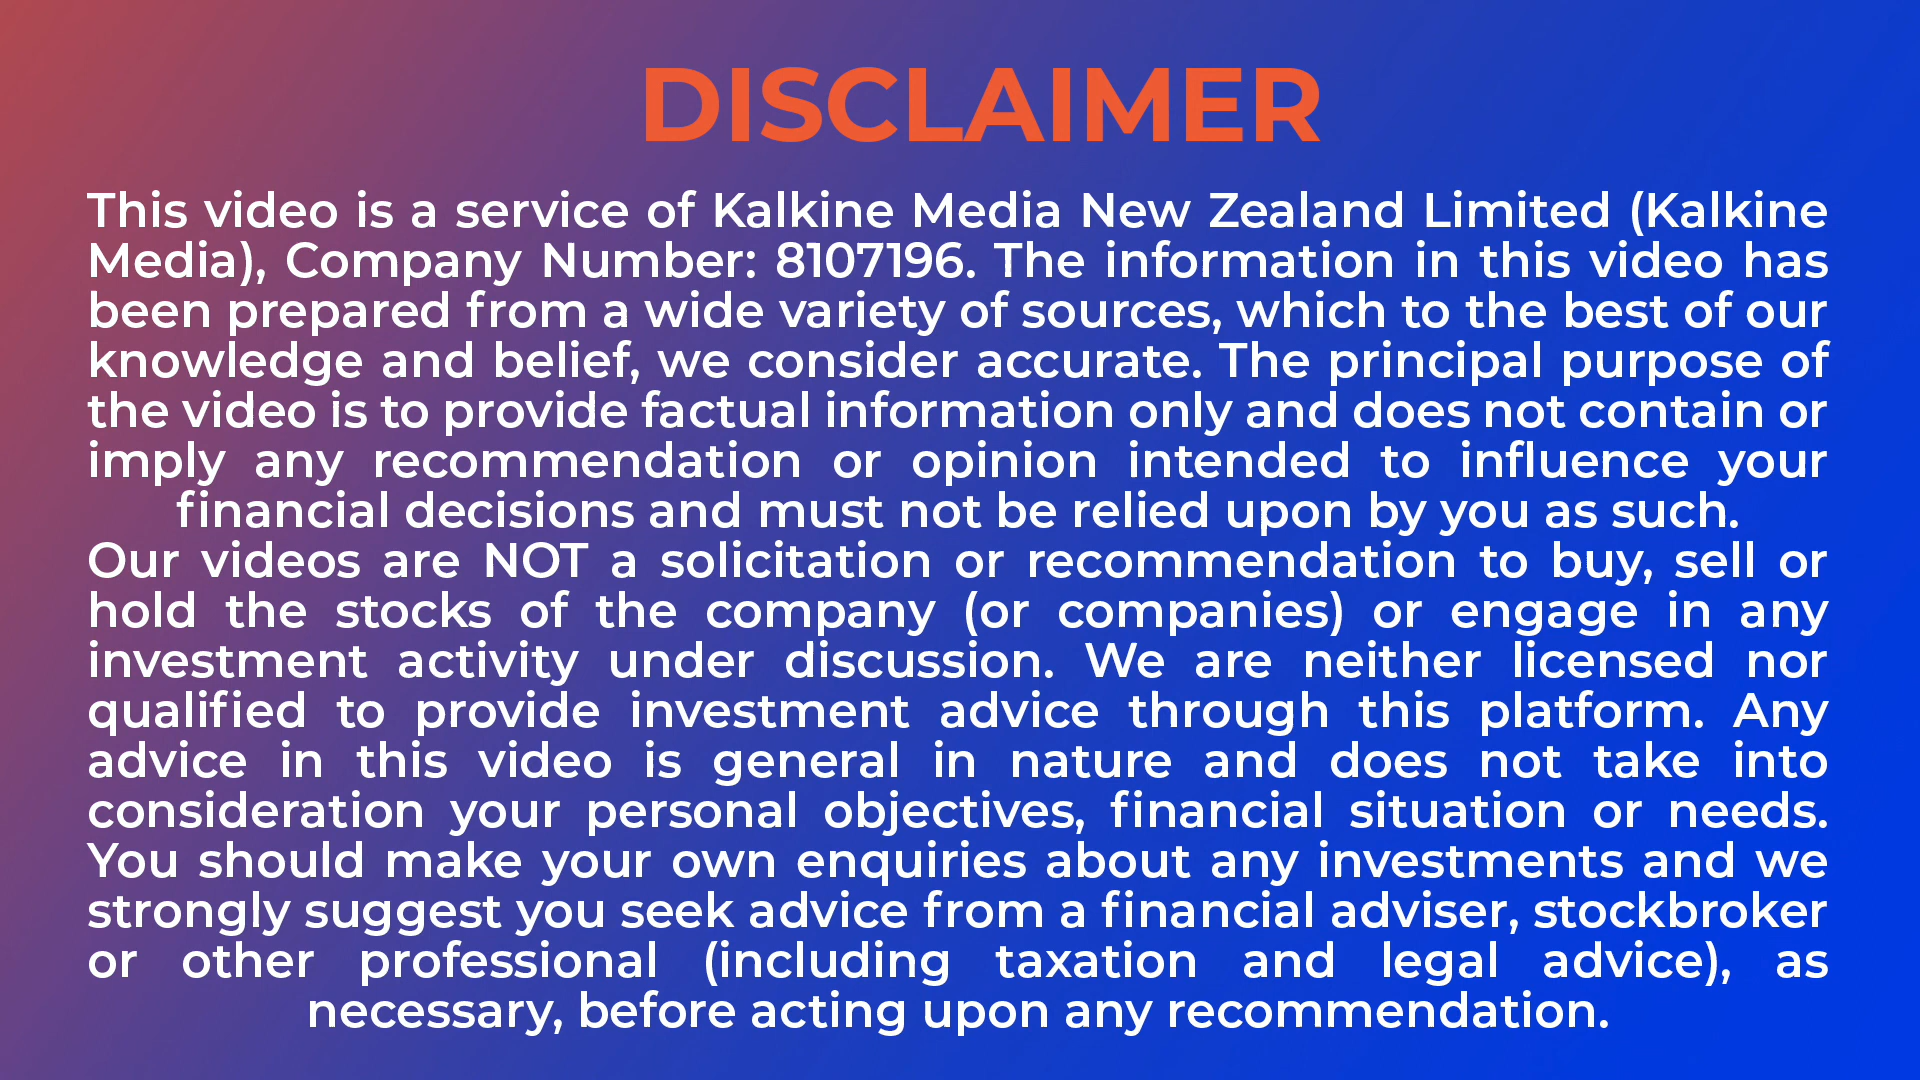 DISCLAIMER
This video is a service of Kalkine Media New Zealand Limited (Kalkine
Media), Company Number: 8107196. The information in this video has
been prepared from a wide variety of sources, which to the best of our
knowledge and belief, we consider accurate. The principal purpose of
the video is to provide factual information only and does not contain or
imply any recommendation or opinion intended to influence your
financial decisions and must not be relied upon by you as such.
Our videos are NOT a solicitation or recommendation to buy, sell or
hold the stocks of the company (or companies) or engage in any
investment activity under discussion. We are neither licensed nor
qualified to provide investment advice through this platform. Any
advice in this video is general in nature and does not take into
consideration your personal objectives, financial situation or needs.
You should make your own enquiries about any investments and we
strongly suggest you seek advice from a financial adviser, stockbroker
or other professional (including taxation and legal advice), as
necessary, before acting upon any recommendation.